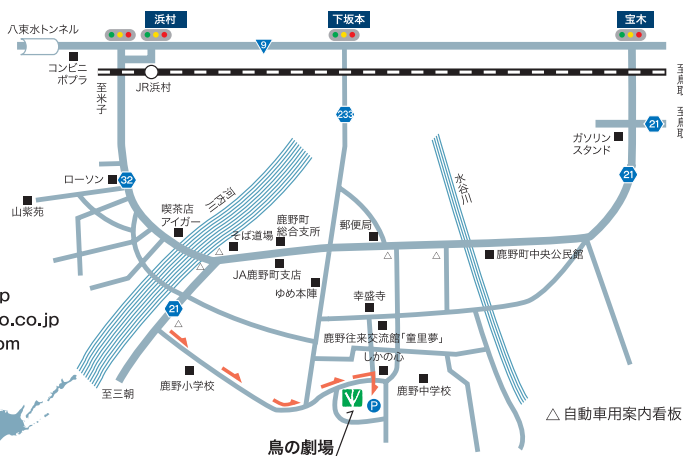 浜村
下坂本
宝木
八束水トンネル
9
コンビニ
ポプラ
JR浜村
至米子
至鳥取
至鳥取
233
21
ガソリン
スタンド
ローソン
32
21
山紫苑
河内川
水谷川
喫茶店
アイガー
そば道場
鹿野町
総合支所
郵便局
鹿野町中央公民館
JA鹿野町支店
ゆめ本陣
21
幸盛寺
鹿野往来交流館「童里夢」
しかの心
鹿野小学校
鹿野中学校
至三朝
P
鳥の劇場
△自動車用案内看板
p
o.co.jp
om